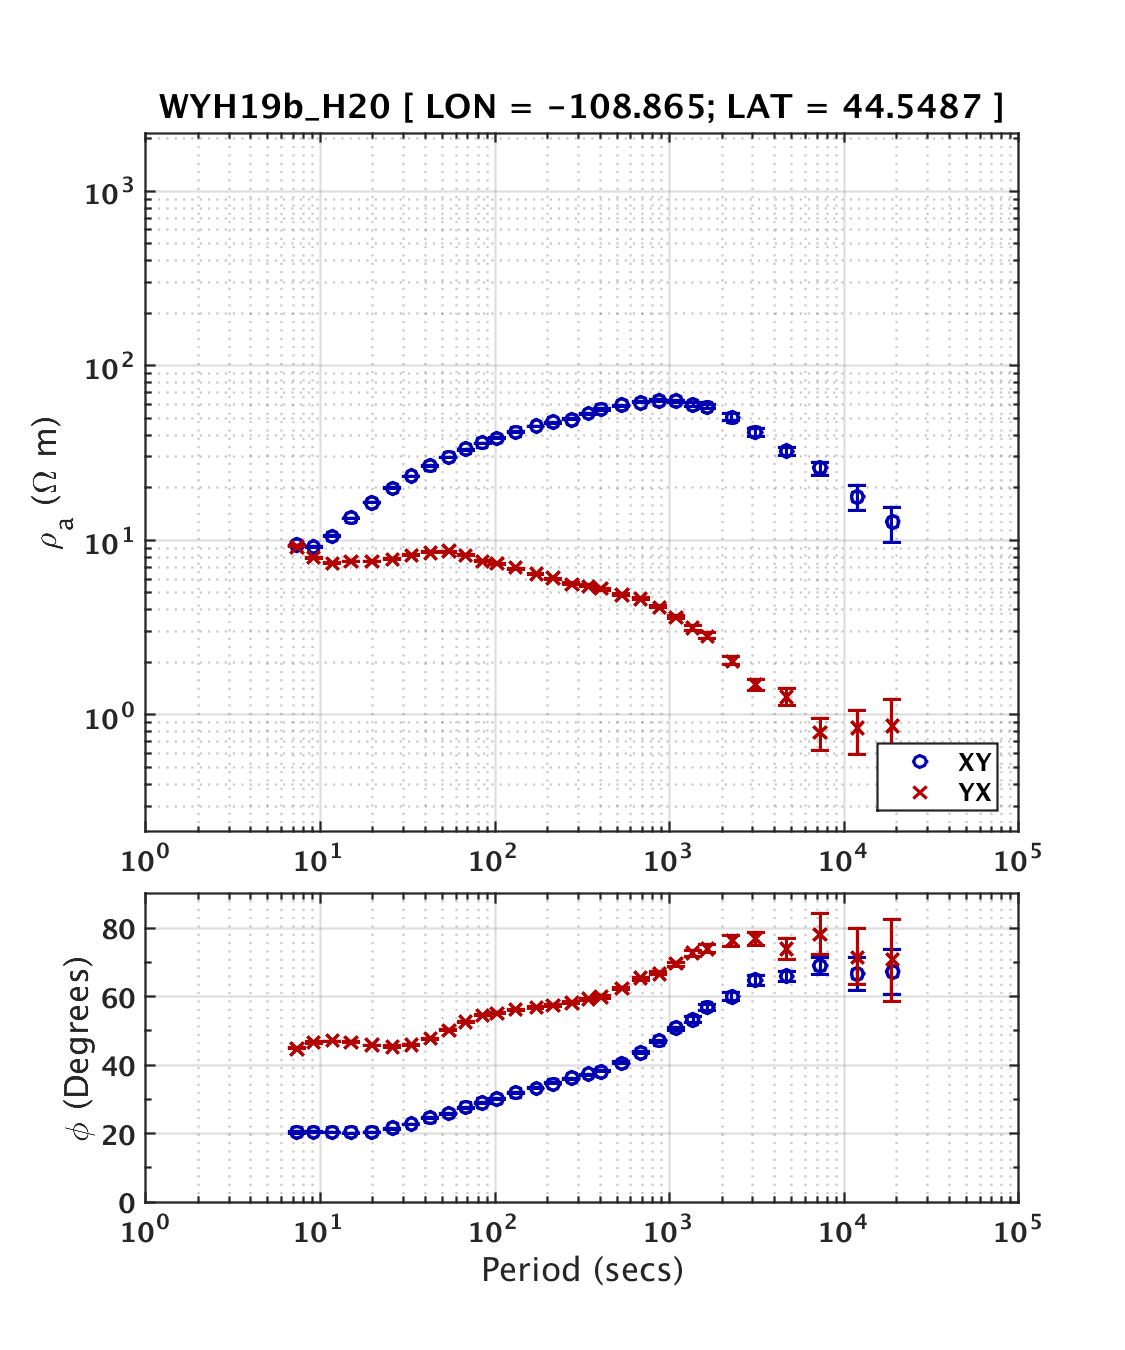 WYH19b_H20 [ LON = -108.865; LAT = 44.5487 ]
10³
10²
10¹
10⁰
ρa (Ω m)
XY
YX
10⁰ 10¹ 10² 10³ 10⁴ 10⁵
80
60
40
20
0
ϕ (Degrees)
10⁰ 10¹ 10² 10³ 10⁴ 10⁵
Period (secs)